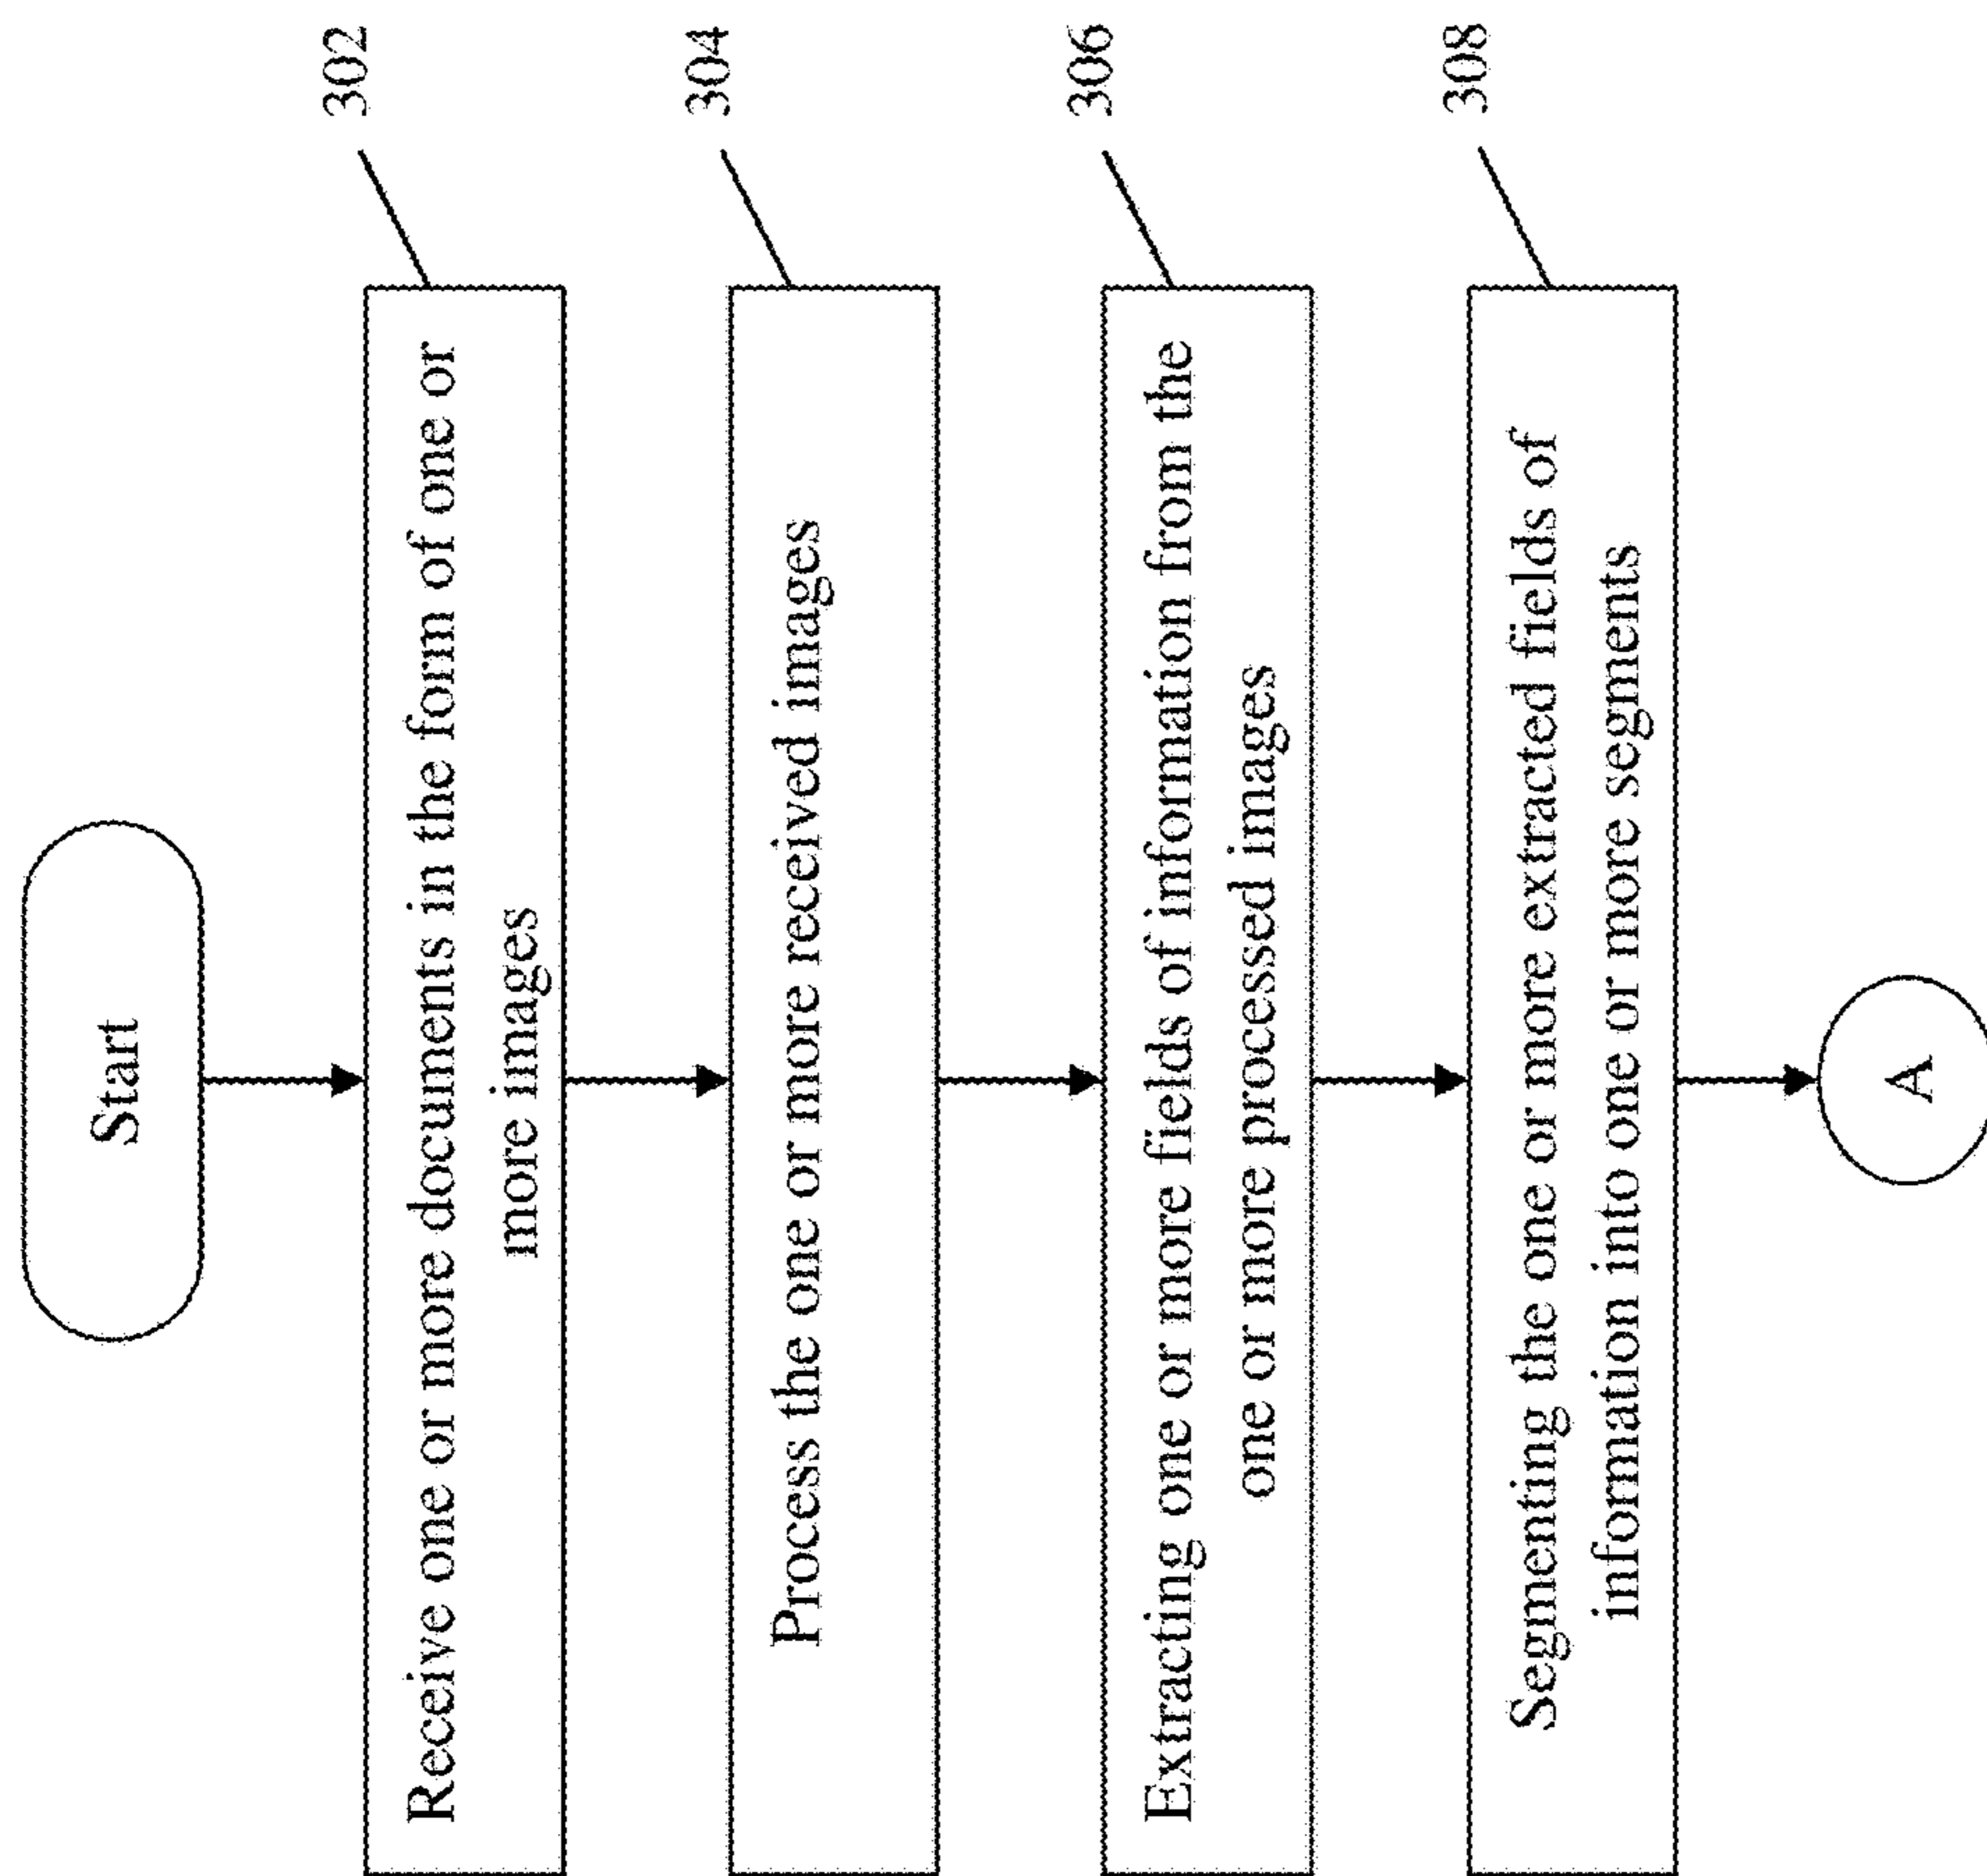 Start
302
Receive one or more documents in the form of one or
more images
304
Process the one or more received images
306
Extracting one or more fields of information from the
one or more processed images
308
Segmenting the one or more extracted fields of
information into one or more segments
A